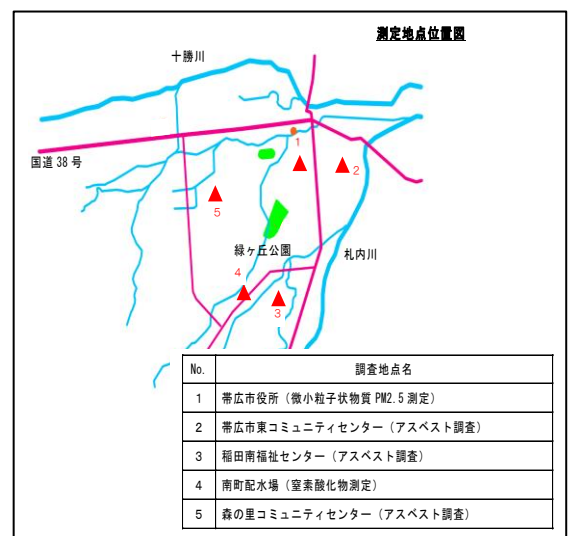 測定地点位置図
十勝川
国道 38 号
1
2
5
緑ヶ丘公園
札内川
4
3
No. 調査地点名
1 帯広市役所（微小粒子状物質 PM2.5 測定）
2 帯広市東コミュニティセンター（アスベスト調査）
3 稲田南福祉センター（アスベスト調査）
4 南町配水場（窒素酸化物測定）
5 森の里コミュニティセンター（アスベスト調査）